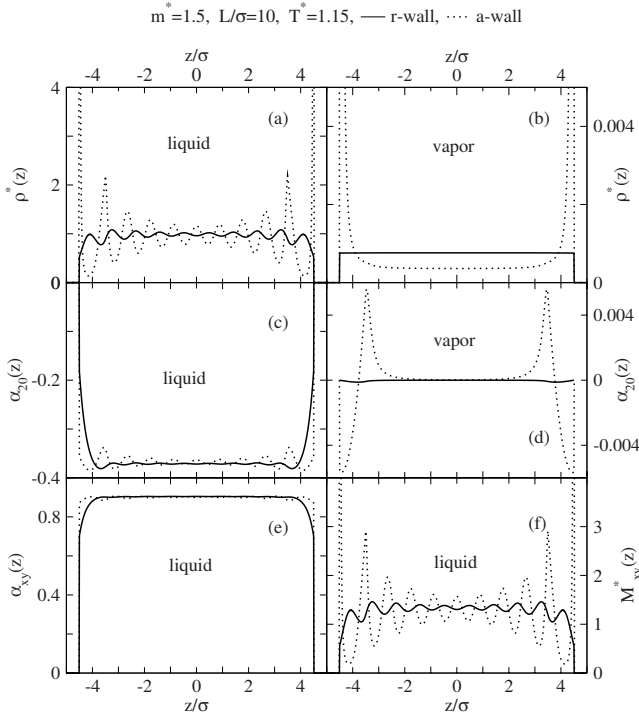 m*=1.5, L/σ=10, T*=1.15, — r-wall, ····· a-wall
z/σ z/σ
-4 -2 0 2 4 -4 -2 0 2 4
4
2
0
ρ*(z)
(a)
liquid
(b)
vapor
0.004
0
ρ*(z)
(c)
liquid
-0.2
-0.4
α20(z)
vapor
(d)
0.004
0
-0.004
α20(z)
0.8
0.4
0
αxy(z)
(e)
liquid
(f)
liquid
3
2
1
0
M*xy(z)
-4 -2 0 2 4 -4 -2 0 2 4
z/σ z/σ